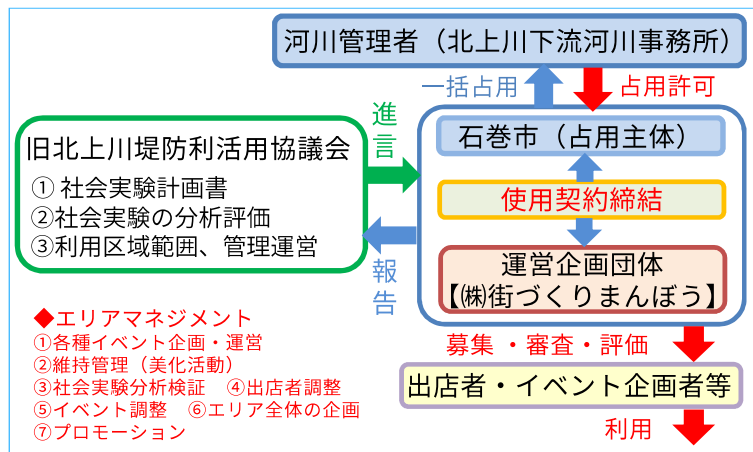 河川管理者（北上川下流河川事務所）
一括占用
占用許可
進言
旧北上川堤防利活用協議会
① 社会実験計画書
②社会実験の分析評価
③利用区域範囲、管理運営
石巻市（占用主体）
使用契約締結
運営企画団体
【㈱街づくりまんぼう】
報告
募集 ・審査・評価
出店者・イベント企画者等
利用
◆エリアマネジメント
①各種イベント企画・運営
②維持管理（美化活動）
③社会実験分析検証　④出店者調整
⑤イベント調整　⑥エリア全体の企画
⑦プロモーション